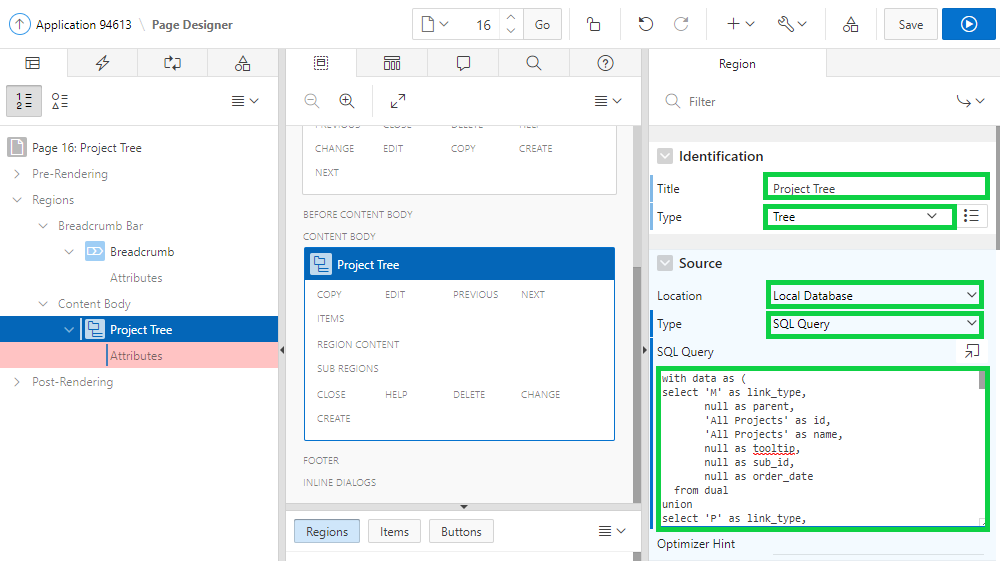 Application 94613 \ Page Designer
16
Go
Save
Page 16: Project Tree
Pre-Rendering
Regions
Breadcrumb Bar
Breadcrumb
Attributes
Content Body
Project Tree
Attributes
Post-Rendering
PREVIOUS CLOSE DELETE HELP
CHANGE EDIT COPY CREATE
NEXT
BEFORE CONTENT BODY
CONTENT BODY
Project Tree
COPY EDIT PREVIOUS NEXT
ITEMS
REGION CONTENT
SUB REGIONS
CLOSE HELP DELETE CHANGE
CREATE
FOOTER
INLINE DIALOGS
Regions Items Buttons
Region
Filter
Identification
Title Project Tree
Type Tree
Source
Location Local Database
Type SQL Query
SQL Query
with data as (
select 'M' as link_type,
null as parent,
'All Projects' as id,
'All Projects' as name,
null as tooltip,
null as sub_id,
null as order_date
from dual
union
select 'P' as link_type,
Optimizer Hint